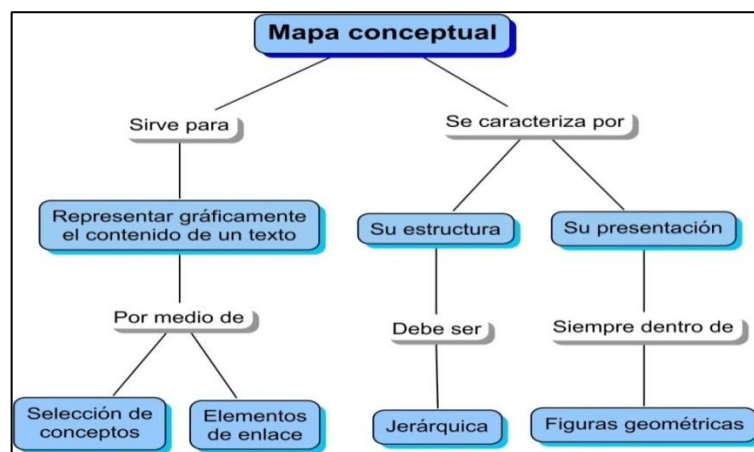 Mapa conceptual
Sirve para
Se caracteriza por
Representar gráficamente
el contenido de un texto
Su estructura
Su presentación
Por medio de
Debe ser
Siempre dentro de
Selección de
conceptos
Elementos
de enlace
Jerárquica
Figuras geométricas